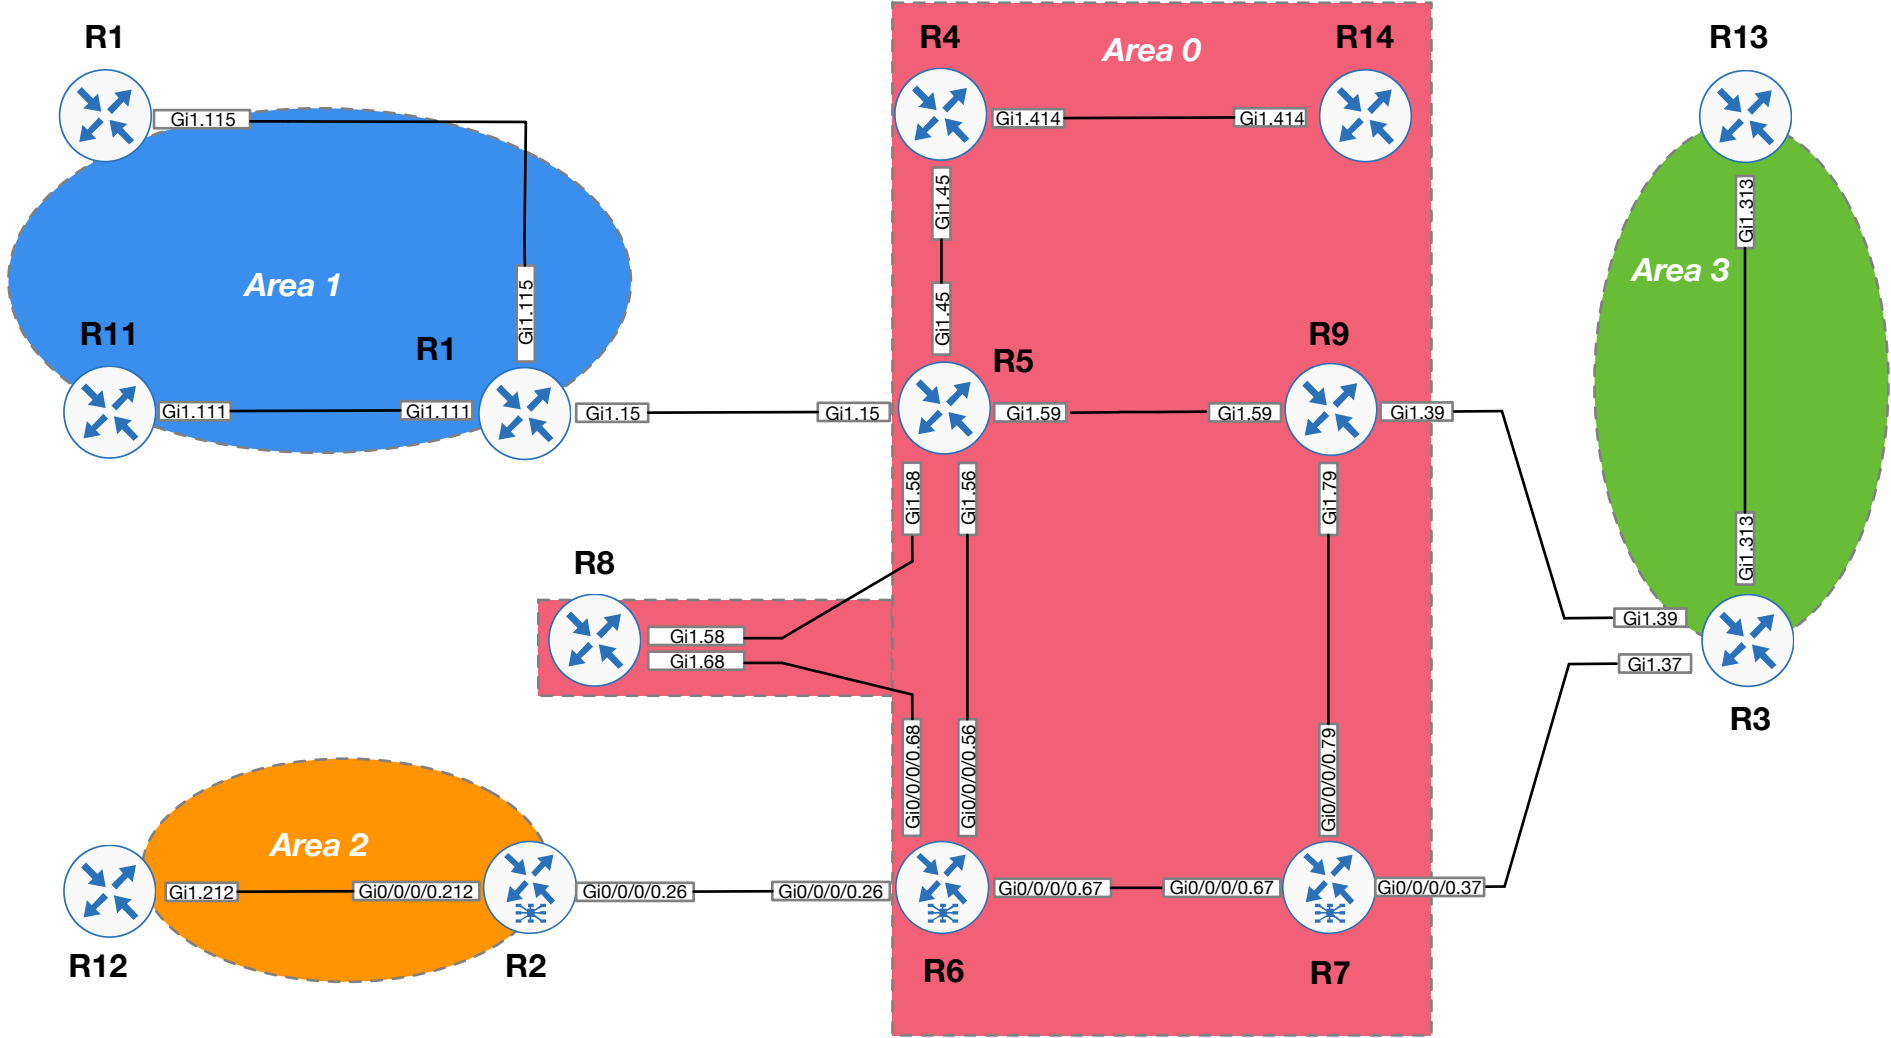 R1
R4
Area 0
R14
R13
Gi1.115
Gi1.414
Gi1.414
Gi1.45
Gi1.313
Area 1
Gi1.115
Gi1.45
Area 3
R11
R1
R5
R9
Gi1.111
Gi1.111
Gi1.15
Gi1.15
Gi1.59
Gi1.59
Gi1.39
Gi1.58
Gi1.56
Gi1.79
Gi1.313
R8
Gi1.58
Gi1.68
Gi1.39
Gi1.37
R3
Gi0/0/0/0.68
Gi0/0/0/0.56
Gi0/0/0/0.79
Area 2
Gi1.212
Gi0/0/0/0.212
Gi0/0/0/0.26
Gi0/0/0/0.26
Gi0/0/0/0.67
Gi0/0/0/0.67
Gi0/0/0/0.37
R12
R2
R6
R7